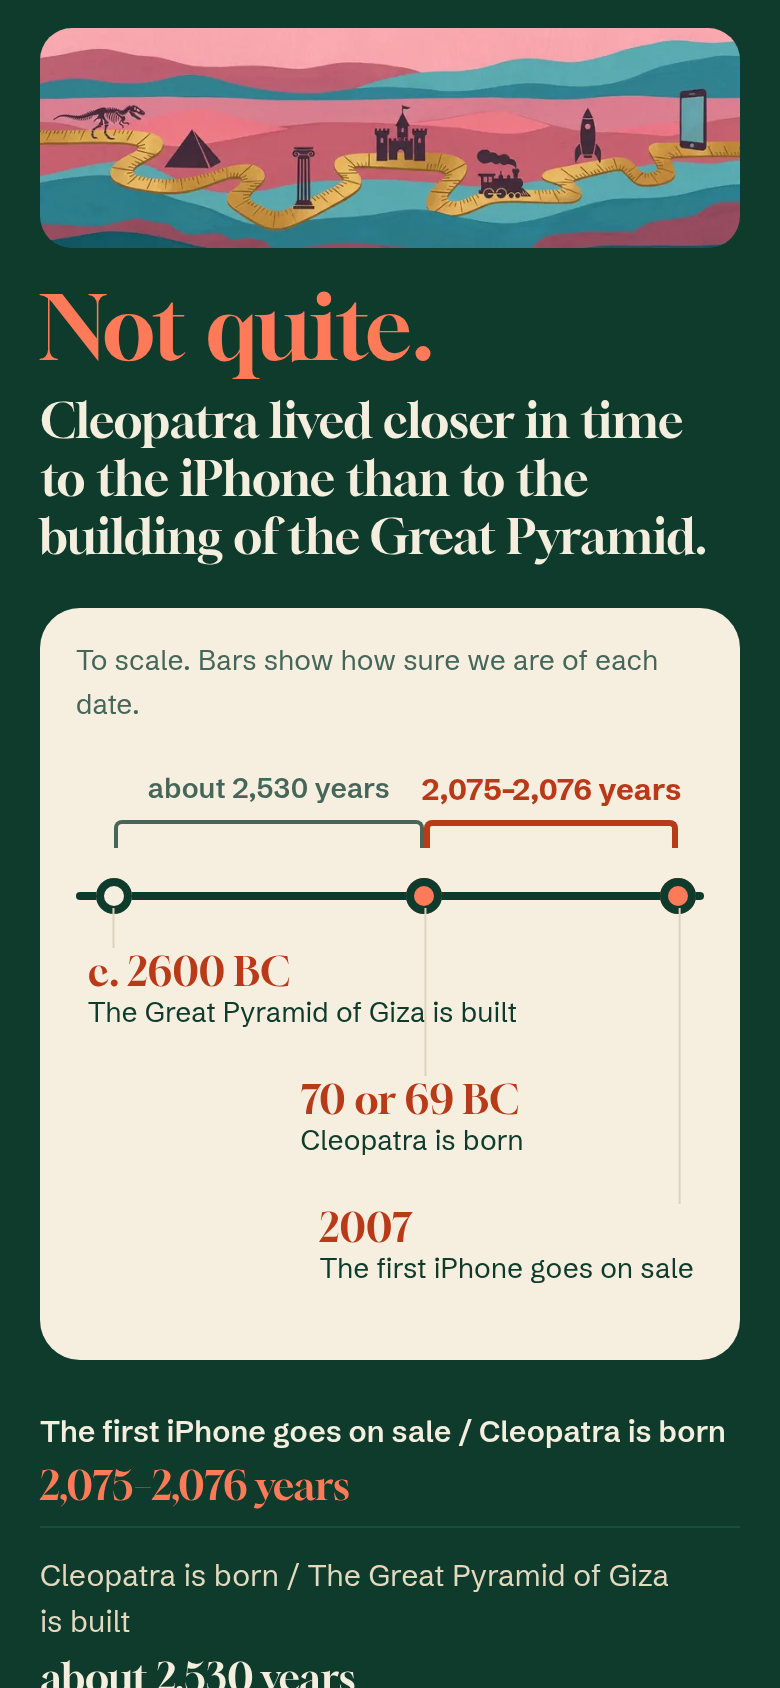 Not quite.
Cleopatra lived closer in time
to the iPhone than to the
building of the Great Pyramid.
To scale. Bars show how sure we are of each
date.
about 2,530 years
2,075–2,076 years
c. 2600 BC
The Great Pyramid of Giza is built
70 or 69 BC
Cleopatra is born
2007
The first iPhone goes on sale
The first iPhone goes on sale / Cleopatra is born
2,075–2,076 years
Cleopatra is born / The Great Pyramid of Giza
is built
about 2,530 years